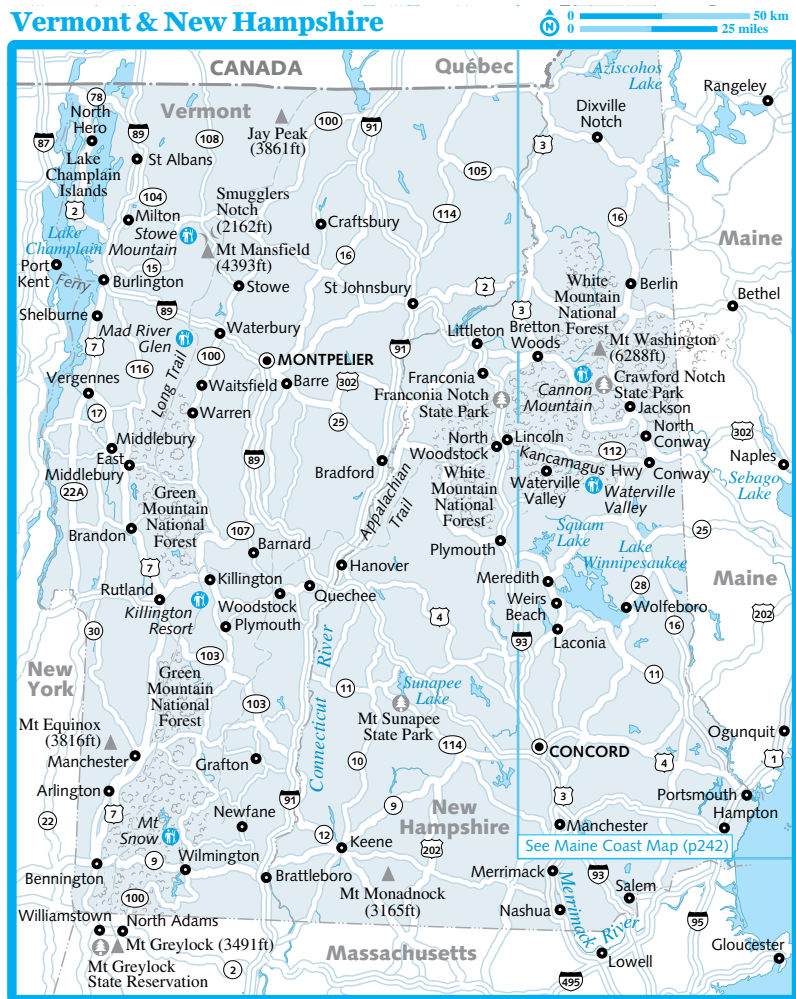 Vermont & New Hampshire
0 50 km
N
0 25 miles
CANADA
Québec
Aziscohos
Lake
Rangeley
78
North
Hero
Vermont
100
91
Dixville
Notch
87
89
108
Jay Peak
(3861ft)
3
Lake
Champlain
Islands
St Albans
105
104
Smugglers
Notch
(2162ft)
114
16
2
Milton
Craftsbury
Stowe
Mountain
Lake
Champlain
Mt Mansfield
(4393ft)
16
Maine
Port
Kent
15
Ferry
Burlington
Stowe
St Johnsbury
2
White
Mountain
National
Forest
Berlin
Bethel
Shelburne
89
3
Mad River
Glen
Waterbury
Littleton
Bretton
Woods
Mt Washington
(6288ft)
7
91
116
100
MONTPELIER
Long Trail
Vergennes
Waitsfield
Barre
302
Franconia
Franconia Notch
State Park
Cannon
Mountain
Crawford Notch
State Park
17
Warren
25
Jackson
Middlebury
North
Woodstock
Lincoln
North
Conway
302
East
Middlebury
89
Bradford
Kancamagus Hwy
112
Conway
Naples
22A
Appalachian
Trail
White
Mountain
National
Forest
Waterville
Valley
Waterville
Valley
Sebago
Lake
Green
Mountain
National
Forest
107
Squam
Lake
Lake
Winnipesaukee
25
Brandon
Barnard
Plymouth
7
Hanover
Maine
Rutland
Killington
Meredith
28
Killington
Resort
Woodstock
Quechee
Weirs
Beach
Wolfeboro
202
Plymouth
4
16
30
93
Laconia
New
York
103
Green
Mountain
National
Forest
Connecticut River
11
Sunapee
Lake
11
103
Mt Sunapee
State Park
Mt Equinox
(3816ft)
Ogunquit
Manchester
Grafton
10
114
CONCORD
4
1
Arlington
91
9
3
Portsmouth
7
22
Mt
Snow
Newfane
New
Hampshire
Hampton
12
Keene
202
Manchester
See Maine Coast Map (p242)
9
Bennington
Wilmington
Brattleboro
Merrimack
93
Mt Monadnock
(3165ft)
Salem
100
Williamstown
North Adams
Nashua
Merrimack River
95
Mt Greylock (3491ft)
Massachusetts
Gloucester
Mt Greylock
State Reservation
2
Lowell
495